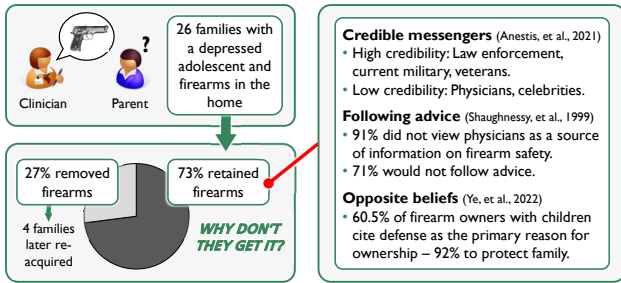 ?
Clinician
Parent
26 families with
a depressed
adolescent and
firearms in the
home
27% removed
firearms
73% retained
firearms
4 families
later re-
acquired
WHY DON'T
THEY GET IT?
Credible messengers (Anestis, et al., 2021)
• High credibility: Law enforcement,
current military, veterans.
• Low credibility: Physicians, celebrities.
Following advice (Shaughnessy, et al., 1999)
• 91% did not view physicians as a source
of information on firearm safety.
• 71% would not follow advice.
Opposite beliefs (Ye, et al., 2022)
• 60.5% of firearm owners with children
cite defense as the primary reason for
ownership – 92% to protect family.